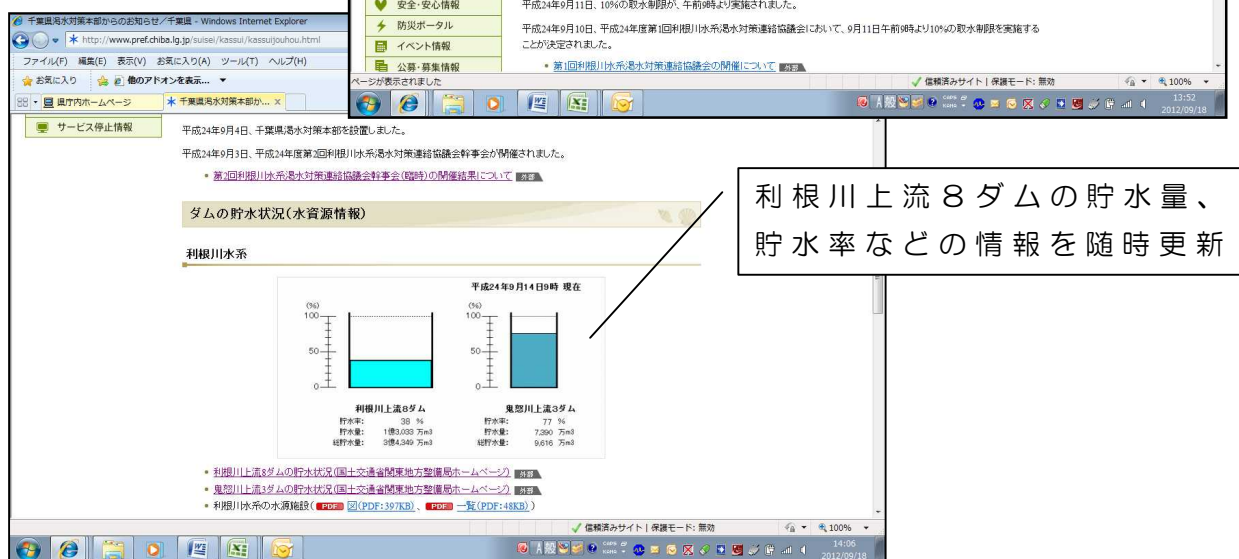 千葉県渇水対策本部からのお知らせ/千葉県 - Windows Internet Explorer
http://www.pref.chiba.lg.jp/suisei/kassui/kassuijouhou.html
ファイル(F) 編集(E) 表示(V) お気に入り(A) ツール(T) ヘルプ(H)
お気に入り 他のアドオンを表示...
県庁内ホームページ
千葉県渇水対策本部か...
安全・安心情報
防災ポータル
イベント情報
公募・募集情報
平成24年9月11日、10%の取水制限が、午前9時より実施されました。
平成24年9月10日、平成24年度第1回利根川水系渇水対策連絡協議会において、9月11日午前9時より10%の取水制限を実施する
ことが決定されました。
・第1回利根川水系渇水対策連絡協議会の開催について 外部
ページが表示されました
信頼済みサイト | 保護モード: 無効
100%
13:52
2012/09/18
サービス停止情報
平成24年9月4日、千葉県渇水対策本部を設置しました。
平成24年9月3日、平成24年度第2回利根川水系渇水対策連絡協議会幹事会が開催されました。
・第2回利根川水系渇水対策連絡協議会幹事会(臨時)の開催結果について 外部
ダムの貯水状況(水資源情報)
利根川水系
平成24年9月14日9時 現在
(%) (%)
100 100
50 50
0 0
利根川上流8ダム
貯水率: 38 %
貯水量: 1億3,033 万m3
総貯水量: 3億4,349 万m3
鬼怒川上流3ダム
貯水率: 77 %
貯水量: 7,390 万m3
総貯水量: 9,616 万m3
・利根川上流8ダムの貯水状況(国土交通省関東地方整備局ホームページ) 外部
・鬼怒川上流3ダムの貯水状況(国土交通省関東地方整備局ホームページ) 外部
・利根川水系の水源施設(PDF 図(PDF:397KB)、PDF 一覧(PDF:48KB))
信頼済みサイト | 保護モード: 無効
100%
14:06
2012/09/18
利根川上流8ダムの貯水量、
貯水率などの情報を随時更新